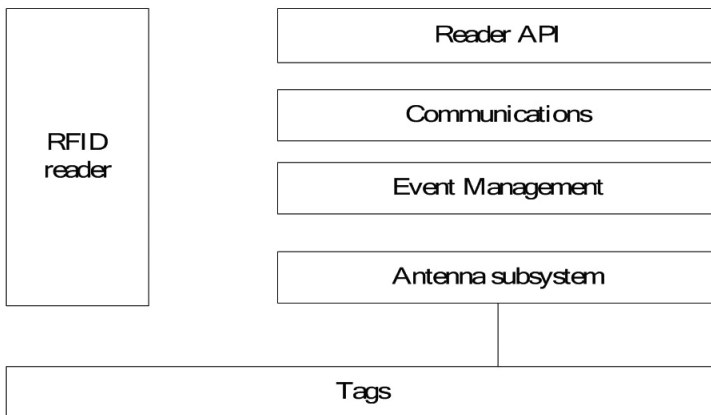 RFID
reader
Reader API
Communications
Event Management
Antenna subsystem
Tags